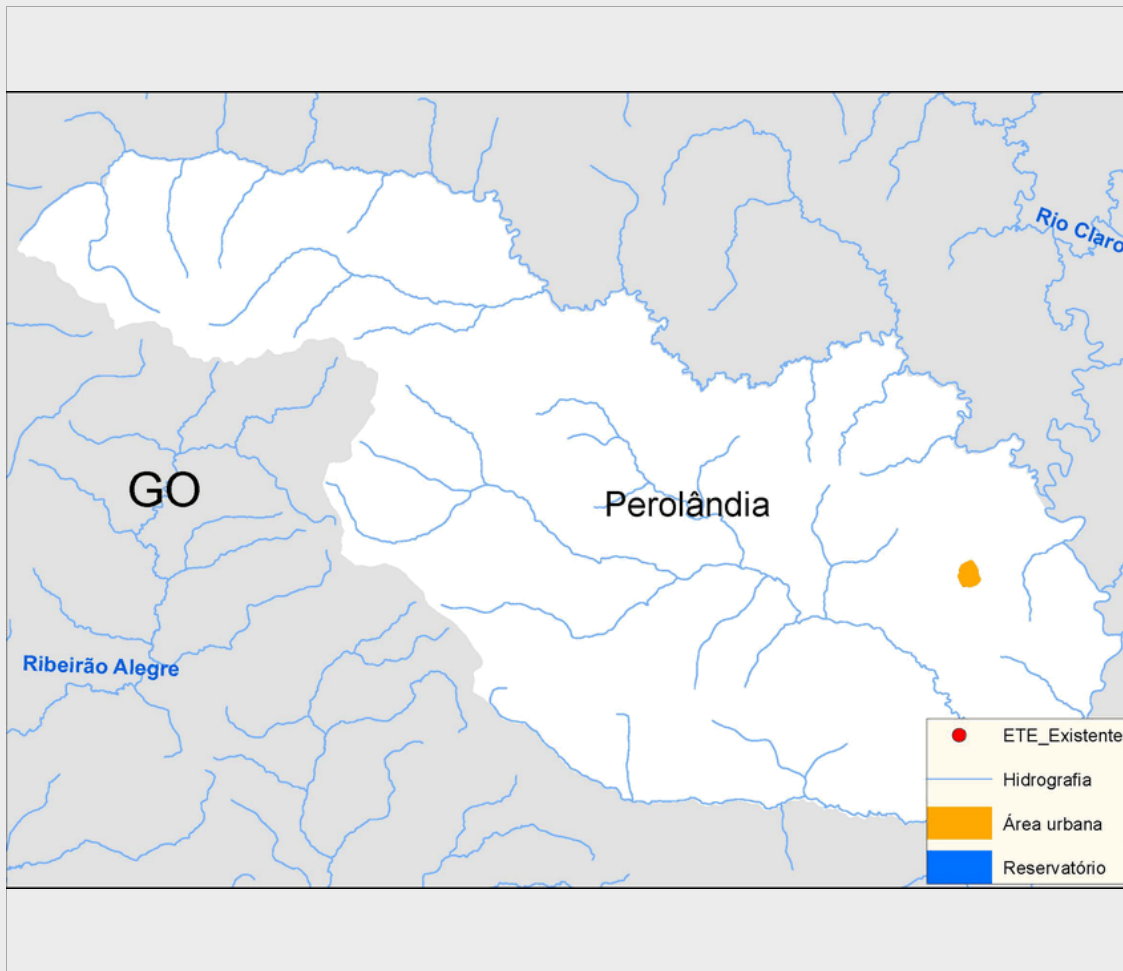 Rio Claro
GO
Perolândia
Ribeirão Alegre
ETE_Existente
Hidrografia
Área urbana
Reservatório